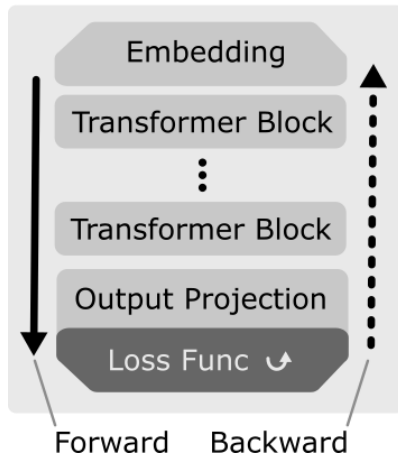 Embedding
Transformer Block
Transformer Block
Output Projection
Loss Func
Forward Backward